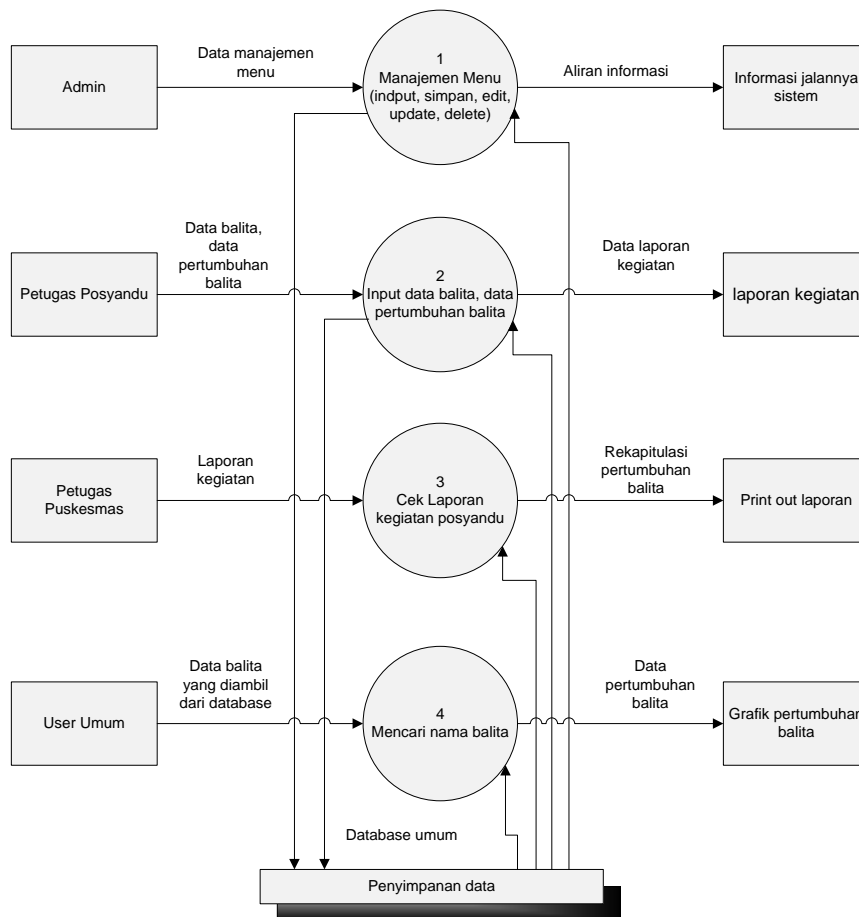 Data manajemen
menu
Admin
1
Manajemen Menu
(indput, simpan, edit,
update, delete)
Aliran informasi
Informasi jalannya
sistem
Data balita,
data
pertumbuhan
balita
Petugas Posyandu
2
Input data balita, data
pertumbuhan balita
Data laporan
kegiatan
laporan kegiatan
Laporan
kegiatan
Petugas
Puskesmas
3
Cek Laporan
kegiatan posyandu
Rekapitulasi
pertumbuhan
balita
Print out laporan
Data balita
yang diambil
dari database
User Umum
4
Mencari nama balita
Data
pertumbuhan
balita
Grafik pertumbuhan
balita
Database umum
Penyimpanan data